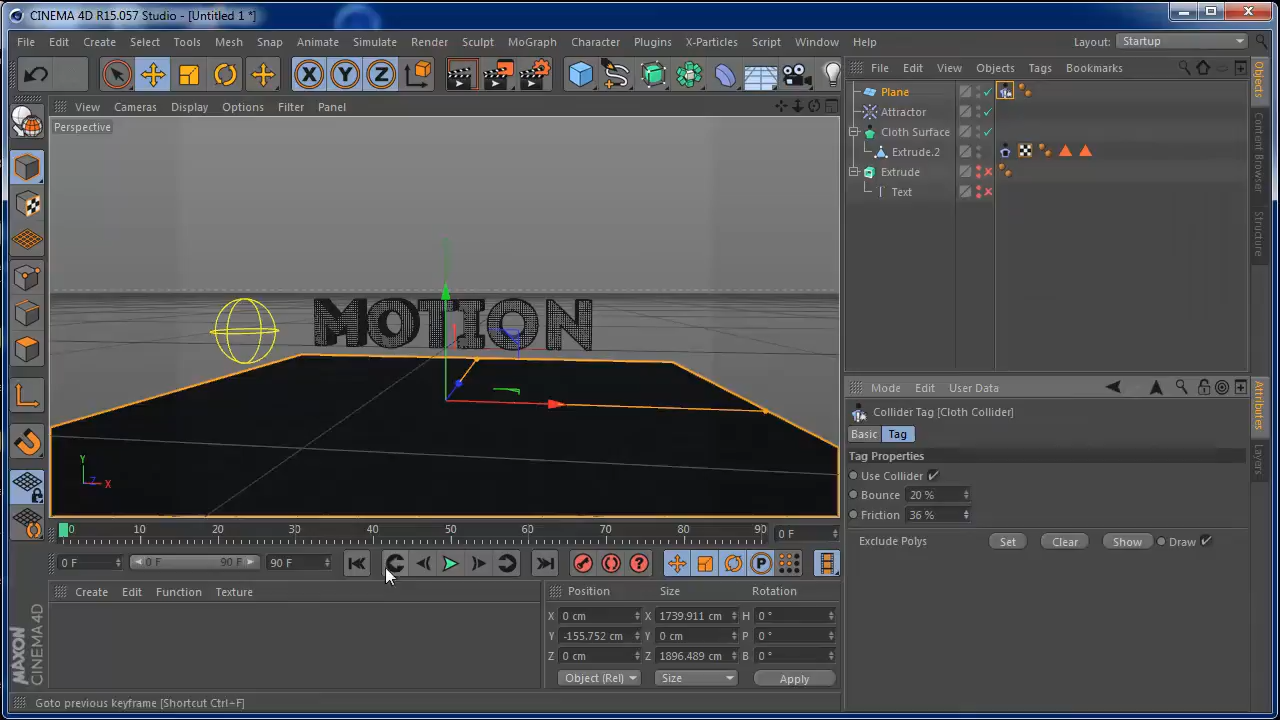 CINEMA 4D R15.057 Studio - [Untitled 1 *]
File Edit Create Select Tools Mesh Snap Animate Simulate Render Sculpt MoGraph Character Plugins X-Particles Script Window Help Layout: Startup
X Y Z
File Edit View Objects Tags Bookmarks
View Cameras Display Options Filter Panel
Perspective
Plane
Attractor
Cloth Surface
Extrude.2
Extrude
Text
Objects
Content Browser
Structure
MOTION
Y
Z X
Mode Edit User Data
Collider Tag [Cloth Collider]
Basic Tag
Tag Properties
Use Collider
Bounce 20 %
Friction 36 %
Exclude Polys Set Clear Show Draw
Attributes
Layers
0 10 20 30 40 50 60 70 80 90 0 F
0 F 0 F 90 F 90 F P
Create Edit Function Texture
Position Size Rotation
X 0 cm X 1739.911 cm H 0 °
Y -155.752 cm Y 0 cm P 0 °
Z 0 cm Z 1896.489 cm B 0 °
Object (Rel) Size Apply
MAXON
CINEMA 4D
Goto previous keyframe [Shortcut Ctrl-F]